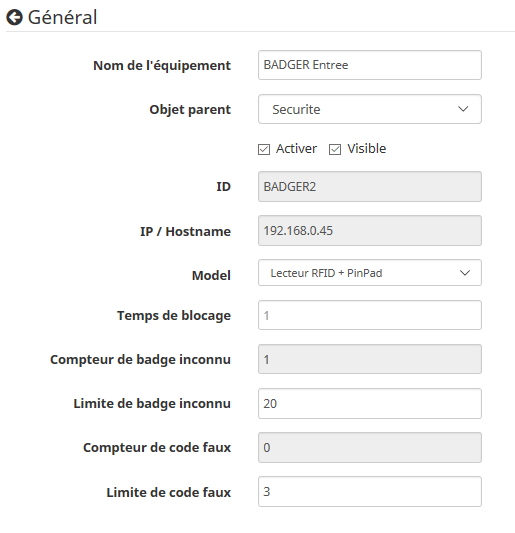 Général
Nom de l'équipement BADGER Entree
Objet parent Securite
Activer Visible
ID BADGER2
IP / Hostname 192.168.0.45
Model Lecteur RFID + PinPad
Temps de blocage 1
Compteur de badge inconnu 1
Limite de badge inconnu 20
Compteur de code faux 0
Limite de code faux 3